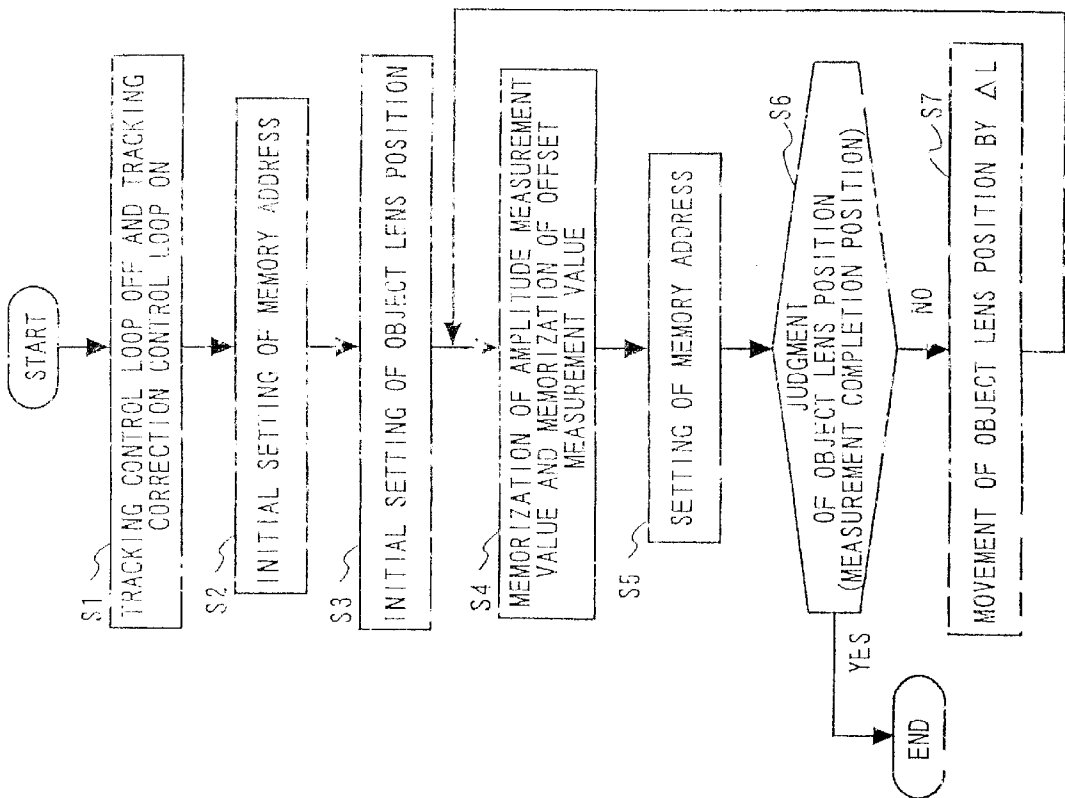 START
S1
TRACKING CONTROL LOOP OFF AND TRACKING
CORRECTION CONTROL LOOP ON
S2
INITIAL SETTING OF MEMORY ADDRESS
S3
INITIAL SETTING OF OBJECT LENS POSITION
S4
MEMORIZATION OF AMPLITUDE MEASUREMENT
VALUE AND MEMORIZATION OF OFFSET
MEASUREMENT VALUE
S5
SETTING OF MEMORY ADDRESS
S6
JUDGMENT
OF OBJECT LENS POSITION
(MEASUREMENT COMPLETION POSITION)
YES
NO
END
S7
MOVEMENT OF OBJECT LENS POSITION BY ΔL